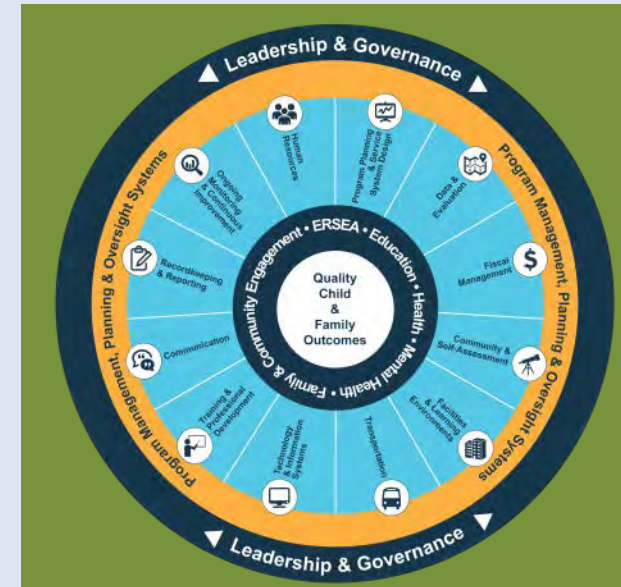 Leadership & Governance
Program Management, Planning & Oversight Systems
Program Management, Planning & Oversight Systems
Human
Resources
Program Planning
& Service
System Design
Data &
Evaluation
Fiscal
Management
Community &
Self-Assessment
Facilities
& Learning
Environments
Transportation
Technology
& Information
Systems
Training &
Professional
Development
Communication
Recordkeeping
& Reporting
Ongoing
Monitoring
& Continuous
Improvement
$
Family & Community Engagement • ERSEA • Education • Health • Mental Health •
Quality
Child
&
Family
Outcomes
Leadership & Governance